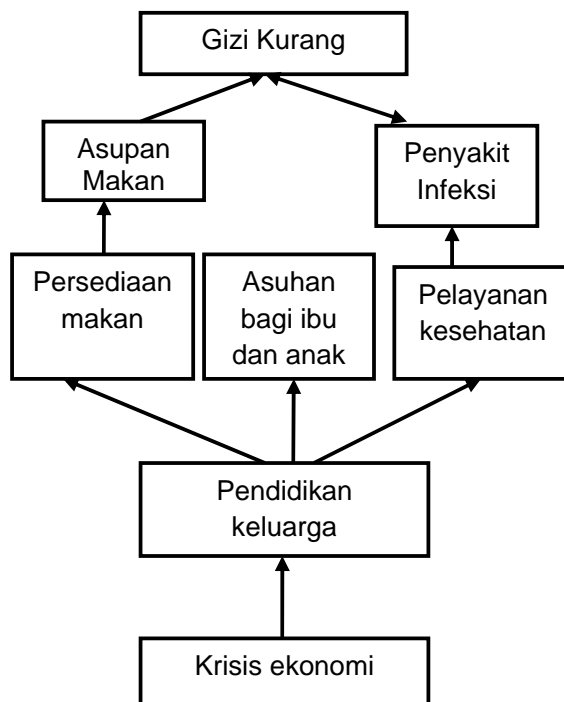 Gizi Kurang
Asupan
Makan
Penyakit
Infeksi
Persediaan
makan
Asuhan
bagi ibu
dan anak
Pelayanan
kesehatan
Pendidikan
keluarga
Krisis ekonomi